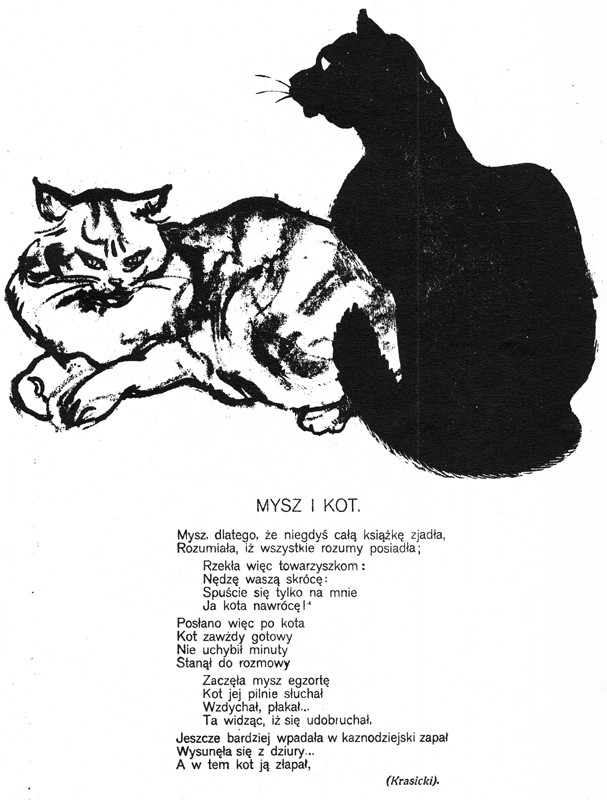 MYSZ I KOT.
Mysz, dlatego, że niegdyś całą książkę zjadła,
Rozumiała, iż wszystkie rozumy posiadła;
Rzekła więc towarzyszkom:
Nędzę waszą skrócę:
Spuście się tylko na mnie
Ja kota nawrócę!"
Posłano więc po kota
Kot zawżdy gotowy
Nie uchybił minuty
Stanął do rozmowy
Zaczęła mysz egzortę
Kot jej pilnie słuchał
Wzdychał, płakał...
Ta widząc, iż się udobruchał,
Jeszcze bardziej wpadała w kaznodziejski zapał
Wysunęła się z dziury...
A w tem kot ją złapał,
(Krasicki).